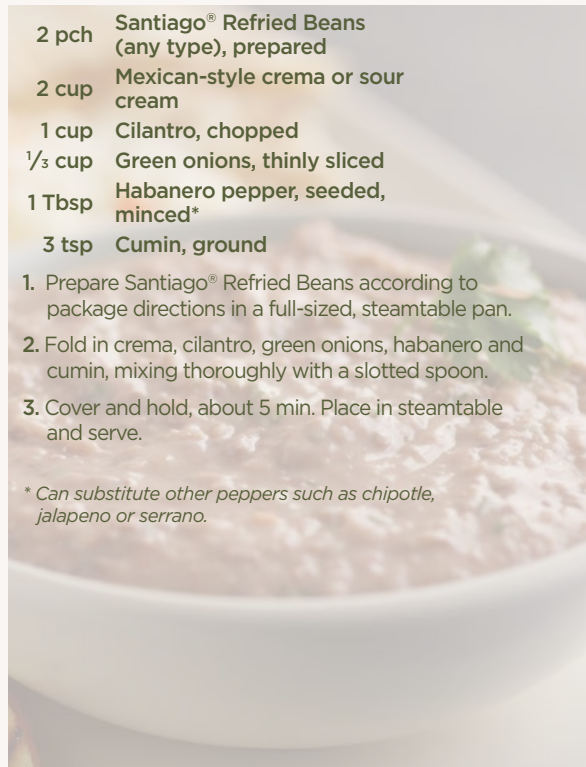 2 pch Santiago® Refried Beans
(any type), prepared
2 cup Mexican-style crema or sour
cream
1 cup Cilantro, chopped
1/3 cup Green onions, thinly sliced
1 Tbsp Habanero pepper, seeded,
minced*
3 tsp Cumin, ground
1. Prepare Santiago® Refried Beans according to
package directions in a full-sized, steamtable pan.
2. Fold in crema, cilantro, green onions, habanero and
cumin, mixing thoroughly with a slotted spoon.
3. Cover and hold, about 5 min. Place in steamtable
and serve.
* Can substitute other peppers such as chipotle,
jalapeno or serrano.